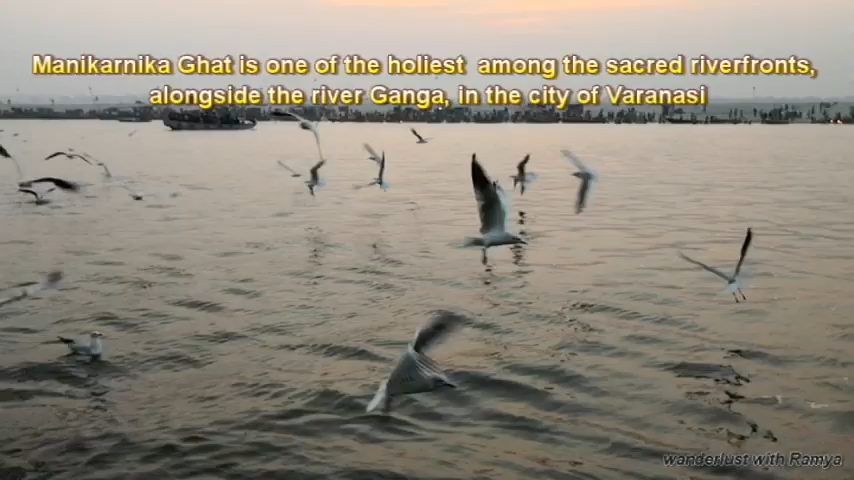 Manikarnika Ghat is one of the holiest among the sacred riverfronts,
alongside the river Ganga, in the city of Varanasi
wanderlust with Ramya